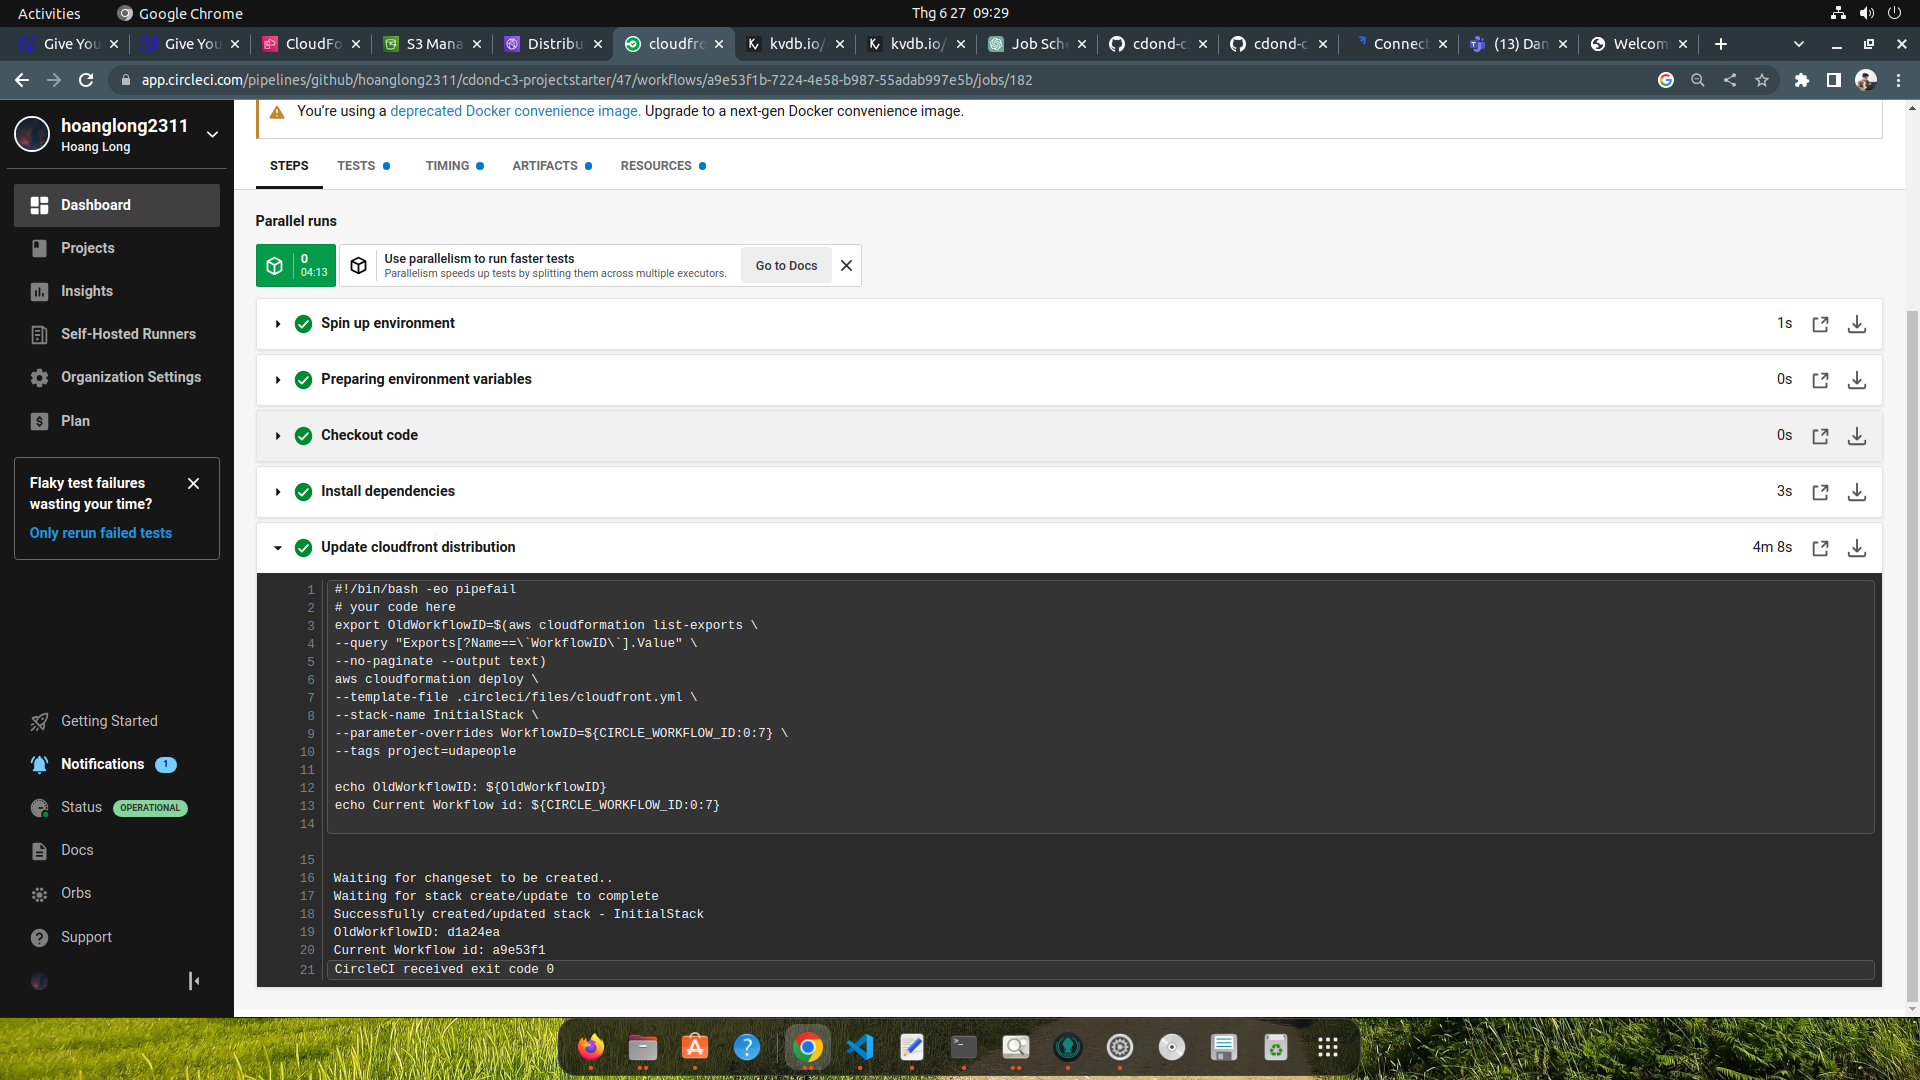 Activities
Google Chrome
Thg 6 27 09:29
Give You
Give You
CloudFo
S3 Mana
Distribu
cloudfro
kvdb.io/
kvdb.io/
Job Sche
cdond-c
cdond-c
Connect
(13) Dan
Welcom
app.circleci.com/pipelines/github/hoanglong2311/cdond-c3-projectstarter/47/workflows/a9e53f1b-7224-4e58-b987-55adab997e5b/jobs/182
hoanglong2311
Hoang Long
Dashboard
Projects
Insights
Self-Hosted Runners
Organization Settings
Plan
Flaky test failures
wasting your time?
Only rerun failed tests
Getting Started
Notifications 1
Status OPERATIONAL
Docs
Orbs
Support
You're using a deprecated Docker convenience image. Upgrade to a next-gen Docker convenience image.
STEPS TESTS TIMING ARTIFACTS RESOURCES
Parallel runs
0
04:13
Use parallelism to run faster tests
Parallelism speeds up tests by splitting them across multiple executors.
Go to Docs
Spin up environment 1s
Preparing environment variables 0s
Checkout code 0s
Install dependencies 3s
Update cloudfront distribution 4m 8s
1 #!/bin/bash -eo pipefail
2 # your code here
3 export OldWorkflowID=$(aws cloudformation list-exports \
4 --query "Exports[?Name==\`WorkflowID\`].Value" \
5 --no-paginate --output text)
6 aws cloudformation deploy \
7 --template-file .circleci/files/cloudfront.yml \
8 --stack-name InitialStack \
9 --parameter-overrides WorkflowID=${CIRCLE_WORKFLOW_ID:0:7} \
10 --tags project=udapeople
11
12 echo OldWorkflowID: ${OldWorkflowID}
13 echo Current Workflow id: ${CIRCLE_WORKFLOW_ID:0:7}
14
15
16 Waiting for changeset to be created..
17 Waiting for stack create/update to complete
18 Successfully created/updated stack - InitialStack
19 OldWorkflowID: d1a24ea
20 Current Workflow id: a9e53f1
21 CircleCI received exit code 0